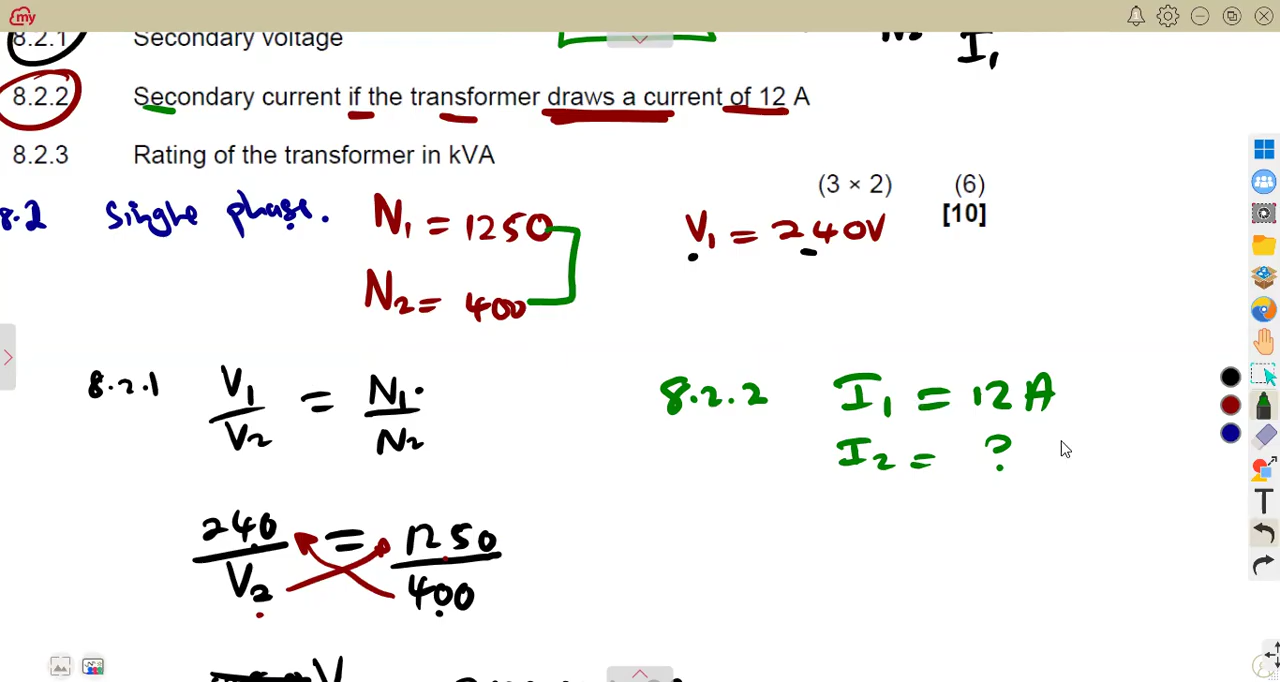 my
8.2.1 Secondary voltage
I₁
8.2.2 Secondary current if the transformer draws a current of 12 A
8.2.3 Rating of the transformer in kVA
(3 × 2) (6)
[10]
8.2 Single phase. N₁ = 1250 V₁ = 240V
N₂ = 400
8.2.1 V₁/V₂ = N₁/N₂
8.2.2 I₁ = 12 A
I₂ = ?
240/V₂ = 1250/400
V